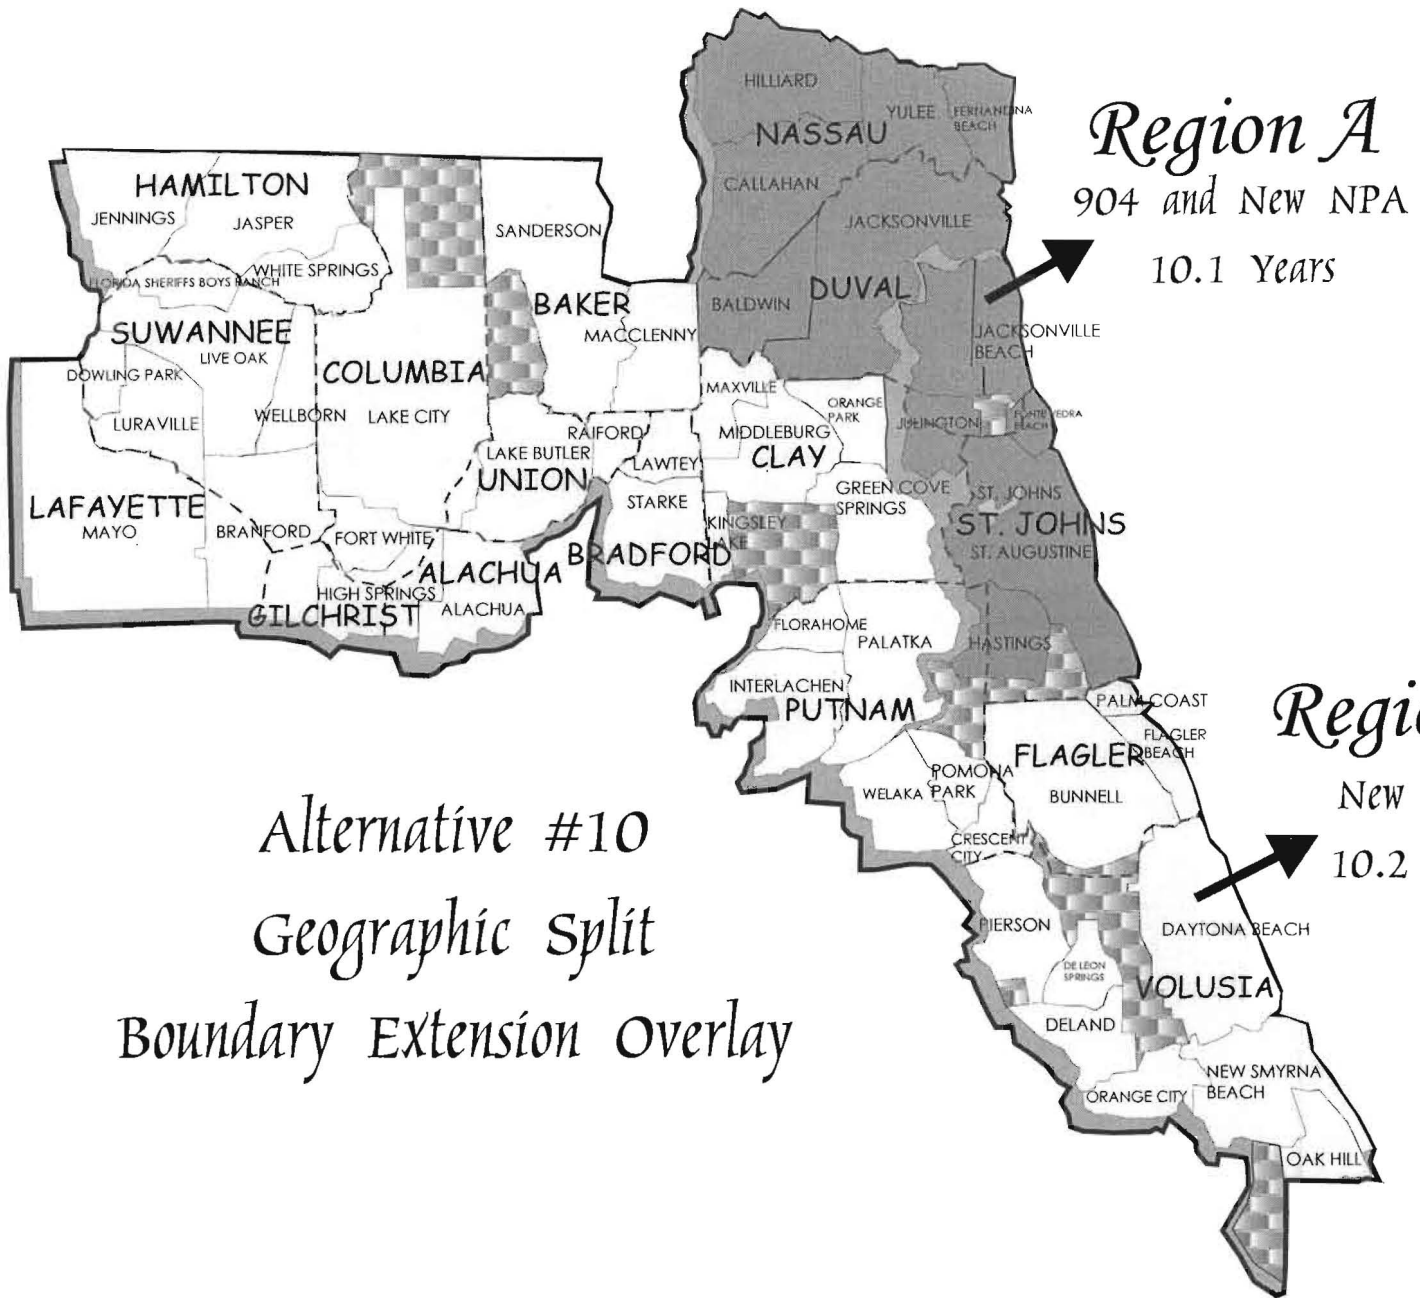 HILLIARD
YULEE
FERNANDINA
BEACH
NASSAU
CALLAHAN
JACKSONVILLE
DUVAL
BALDWIN
JACKSONVILLE
BEACH
Region A
904 and New NPA
10.1 Years
HAMILTON
JENNINGS
JASPER
SANDERSON
WHITE SPRINGS
FLORIDA SHERIFFS BOYS RANCH
BAKER
SUWANNEE
LIVE OAK
MACCLENNY
COLUMBIA
DOWLING PARK
LURAVILLE
WELLBORN
LAKE CITY
MAXVILLE
ORANGE
PARK
JULINGTON
PONTE VEDRA
BEACH
RAIFORD
MIDDLEBURG
LAKE BUTLER
LAWTEY
CLAY
UNION
LAFAYETTE
MAYO
STARKE
GREEN COVE
SPRINGS
ST. JOHNS
ST. JOHNS
ST. AUGUSTINE
BRANFORD
FORT WHITE
KINGSLEY
LAKE
BRADFORD
ALACHUA
HIGH SPRINGS
GILCHRIST
ALACHUA
FLORAHOME
PALATKA
HASTINGS
INTERLACHEN
PUTNAM
PALM COAST
FLAGLER
BEACH
FLAGLER
BUNNELL
POMONA
PARK
WELAKA
CRESCENT
CITY
New
10.2
Alternative #10
Geographic Split
Boundary Extension Overlay
PIERSON
DAYTONA BEACH
DE LEON
SPRINGS
VOLUSIA
DELAND
NEW SMYRNA
BEACH
ORANGE CITY
OAK HILL